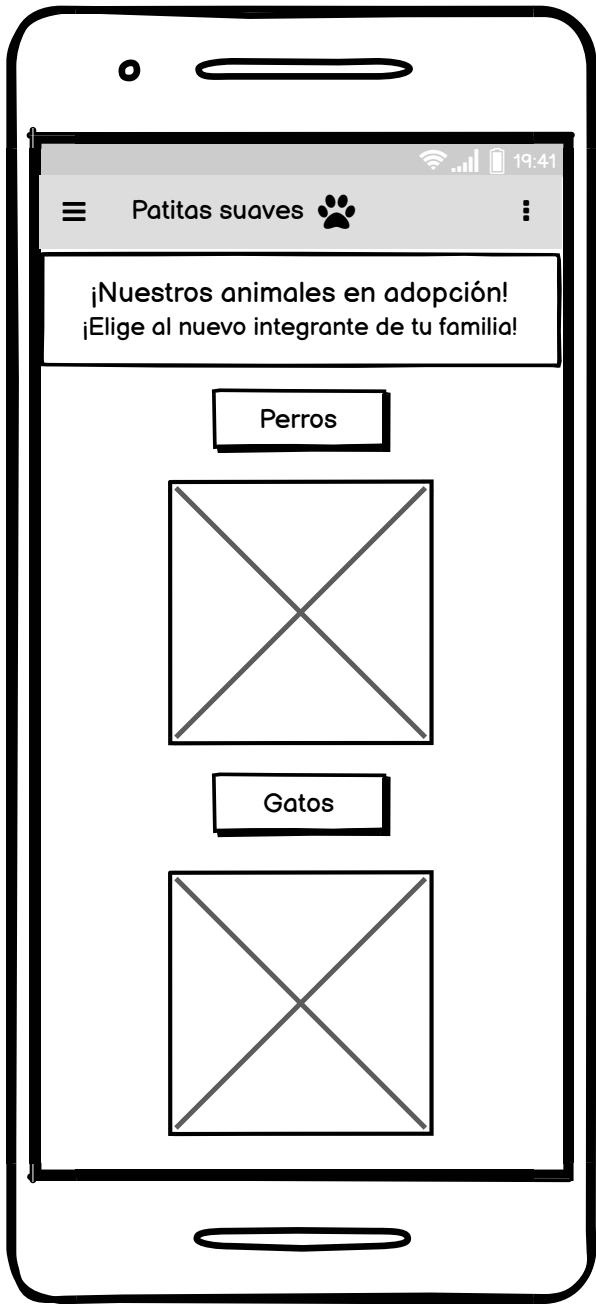 19:41
Patitas suaves
¡Nuestros animales en adopción!
¡Elige al nuevo integrante de tu familia!
Perros
Gatos